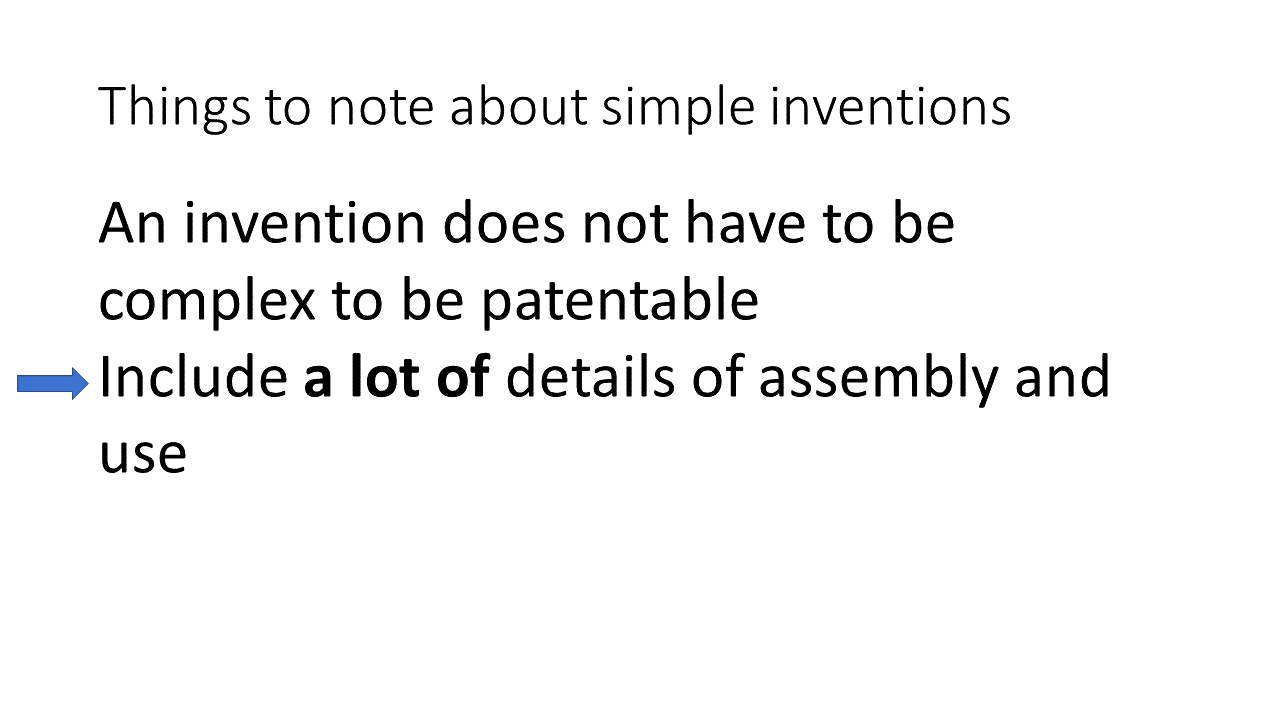 Things to note about simple inventions
An invention does not have to be
complex to be patentable
Include a lot of details of assembly and
use